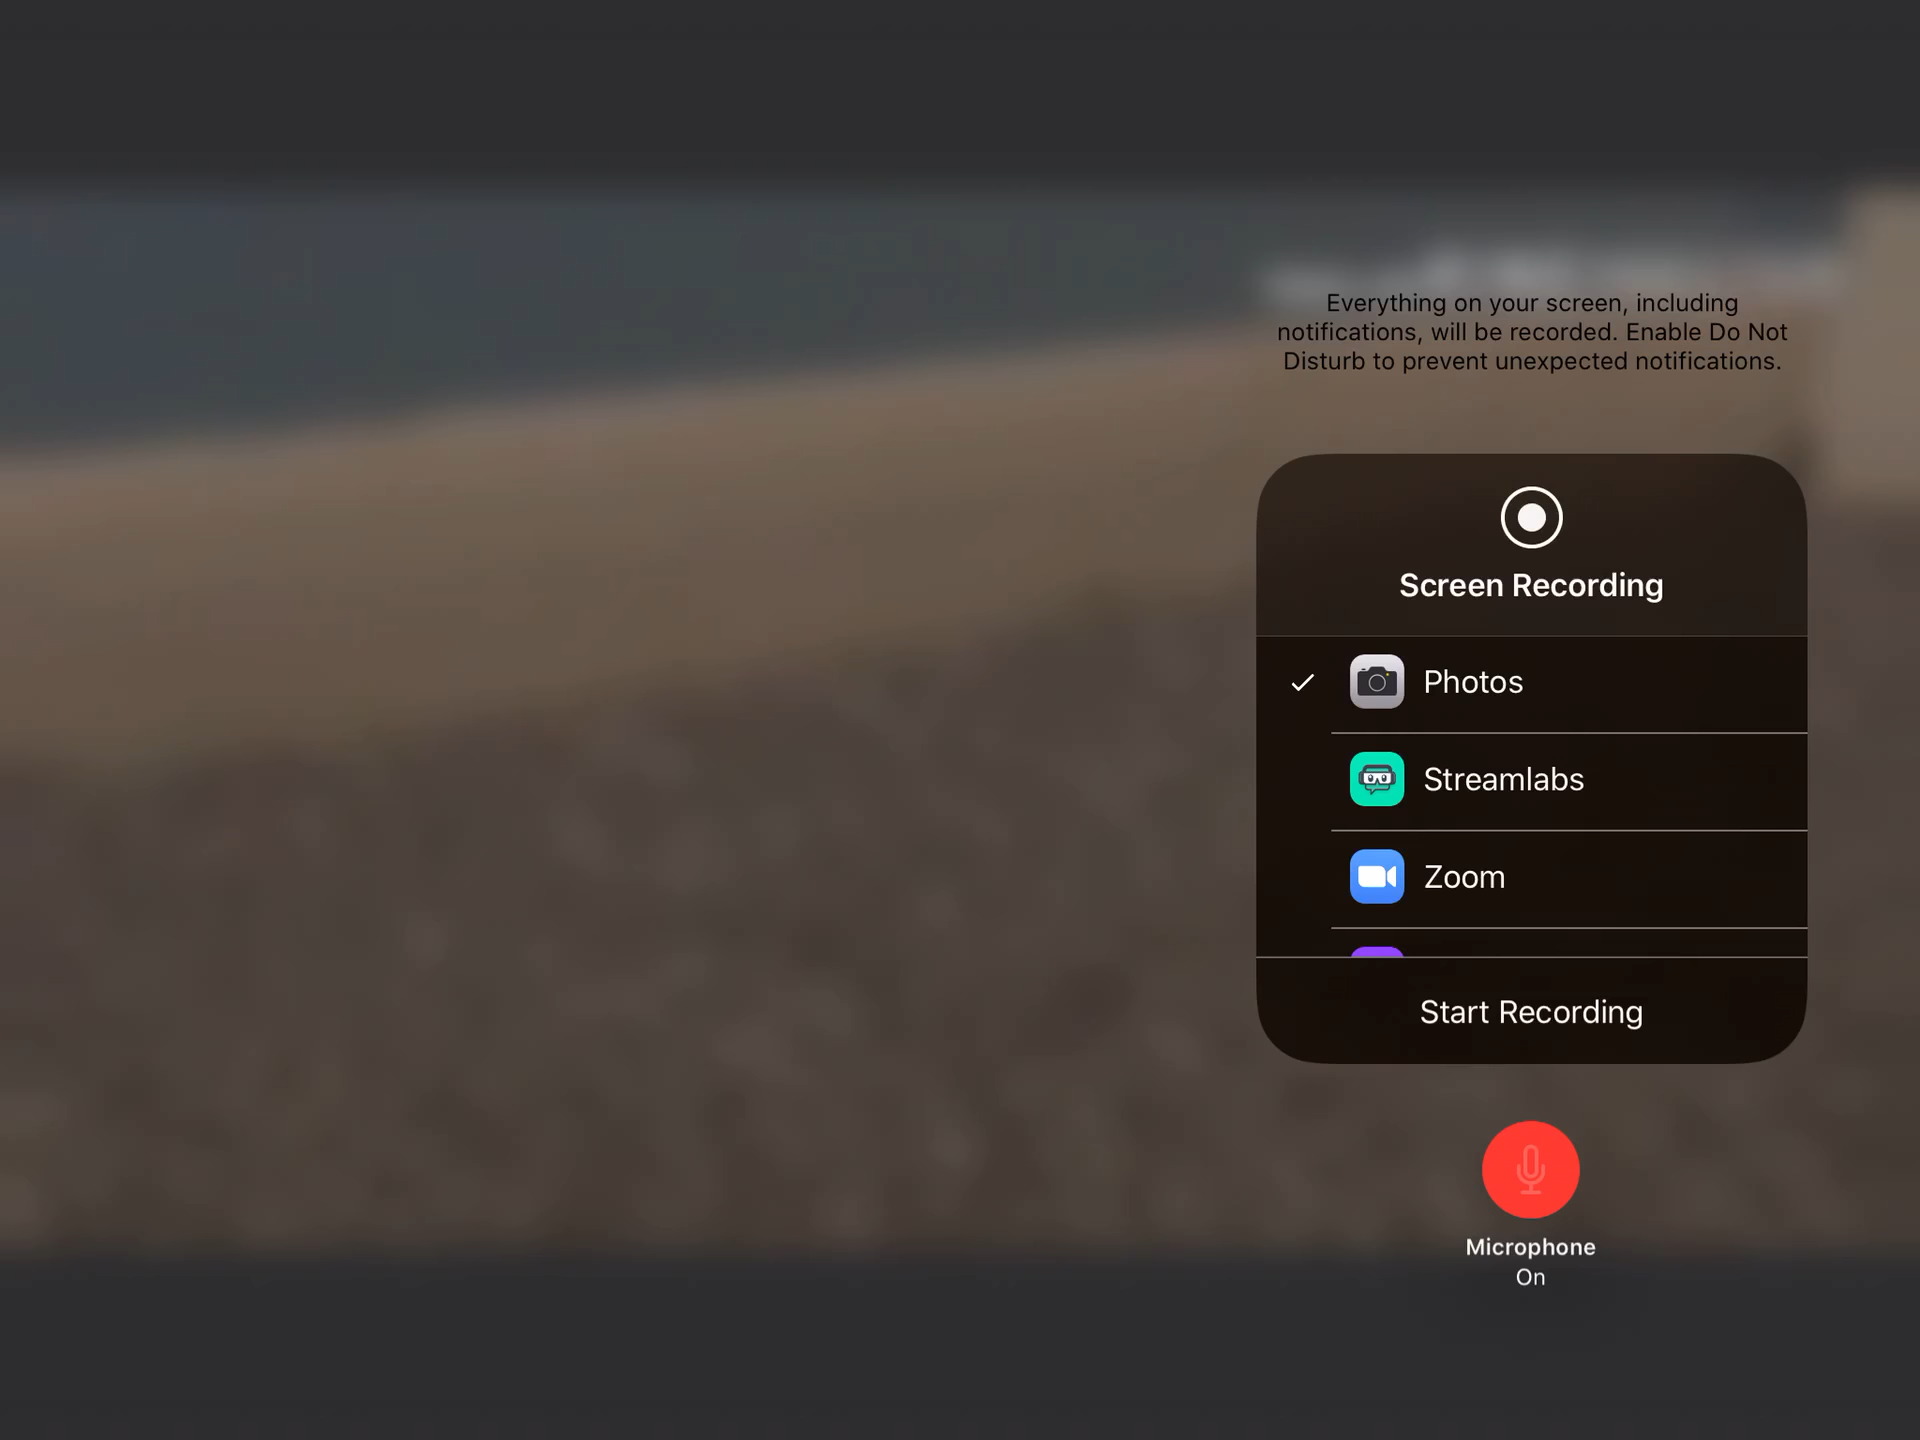 Everything on your screen, including
notifications, will be recorded. Enable Do Not
Disturb to prevent unexpected notifications.
Screen Recording
Photos
Streamlabs
Zoom
Start Recording
Microphone
On